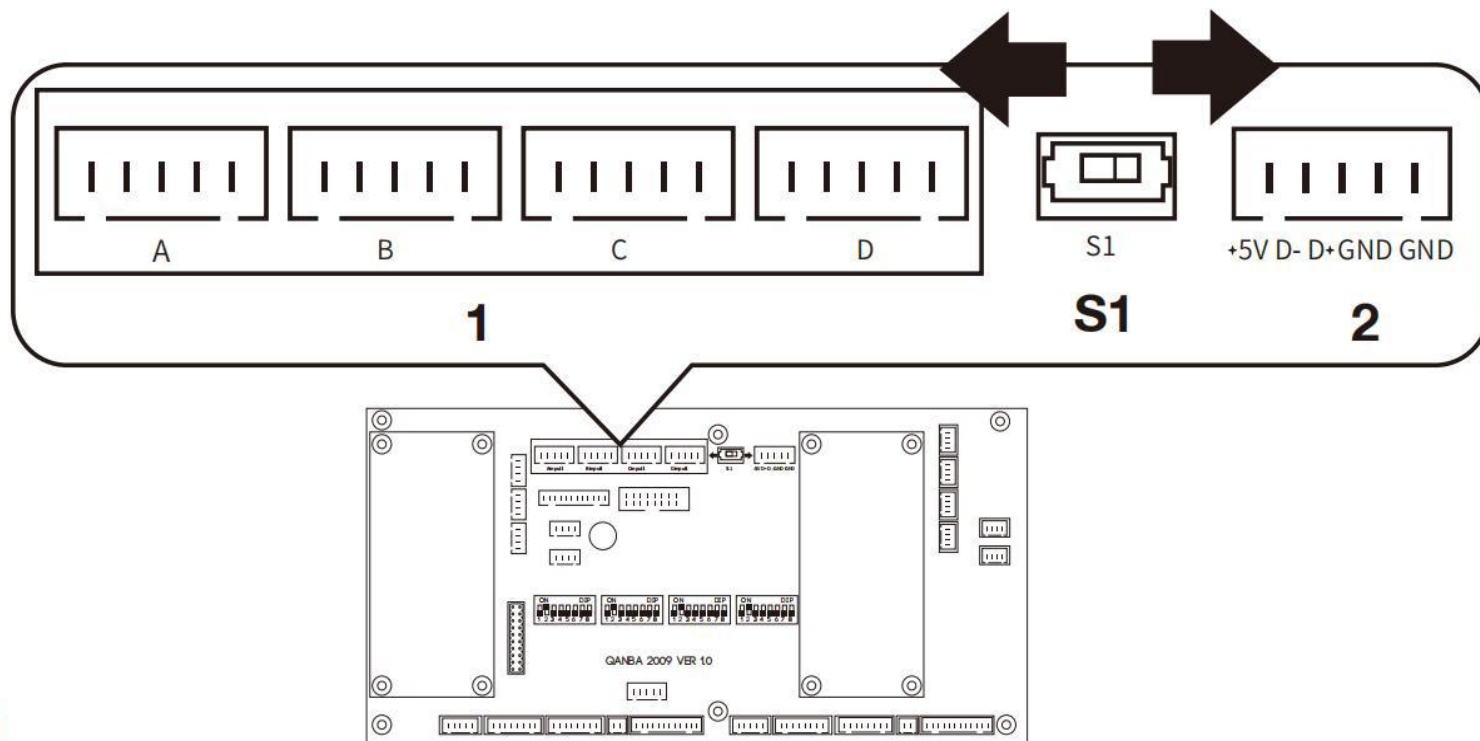 A B C D S1 +5V D- D+ GND GND
1 S1 2
S1
ON DIP ON DIP ON DIP ON DIP
1 2 3 4 5 6 7 8 1 2 3 4 5 6 7 8 1 2 3 4 5 6 7 8 1 2 3 4 5 6 7 8
QANBA 2009 VER 1.0